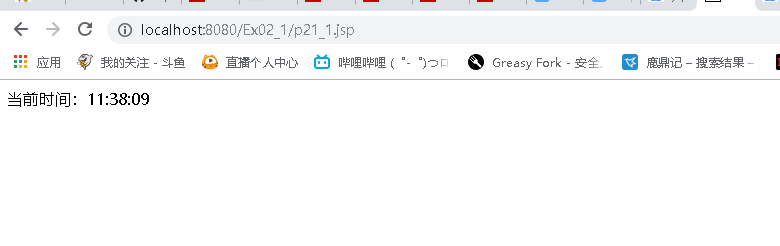 localhost:8080/Ex02_1/p21_1.jsp
应用 我的关注 - 斗鱼 直播个人中心 哔哩哔哩 ( ゜- ゜)つロ Greasy Fork - 安全、 鹿鼎记 – 搜索结果 –
当前时间：11:38:09